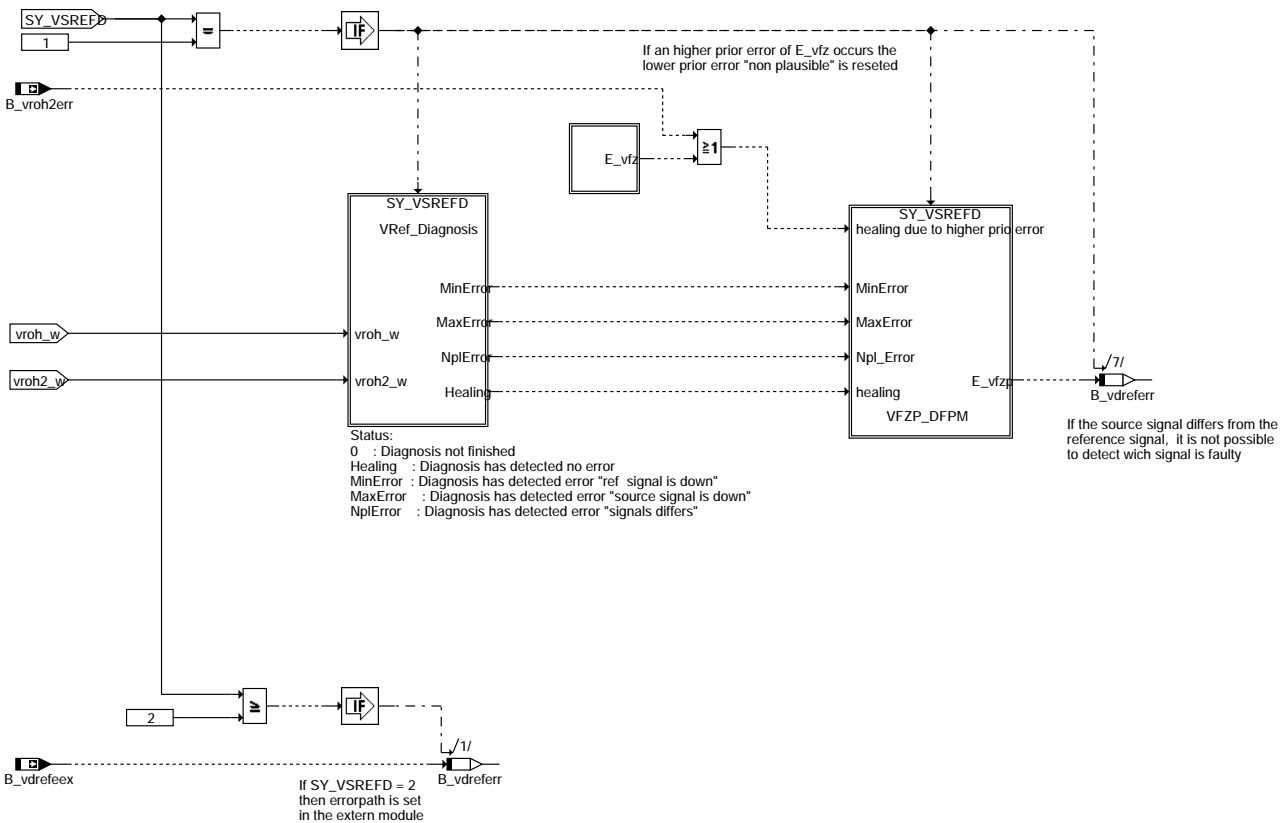 SY_VSREFD
1
=
IF
If an higher prior error of E_vfz occurs the
lower prior error "non plausible" is reseted
B_vroh2err
E_vfz
≥1
SY_VSREFD
VRef_Diagnosis
MinError
MaxError
NplError
Healing
vroh_w
vroh2_w
vroh_w
vroh2_w
SY_VSREFD
healing due to higher prio error
MinError
MaxError
Npl_Error
healing
E_vfzp
VFZP_DFPM
/7/
B_vdreferr
If the source signal differs from the
reference signal, it is not possible
to detect wich signal is faulty
Status:
0 : Diagnosis not finished
Healing : Diagnosis has detected no error
MinError : Diagnosis has detected error "ref signal is down"
MaxError : Diagnosis has detected error "source signal is down"
NplError : Diagnosis has detected error "signals differs"
2
≥
IF
/1/
B_vdrefeex
B_vdreferr
If SY_VSREFD = 2
then errorpath is set
in the extern module